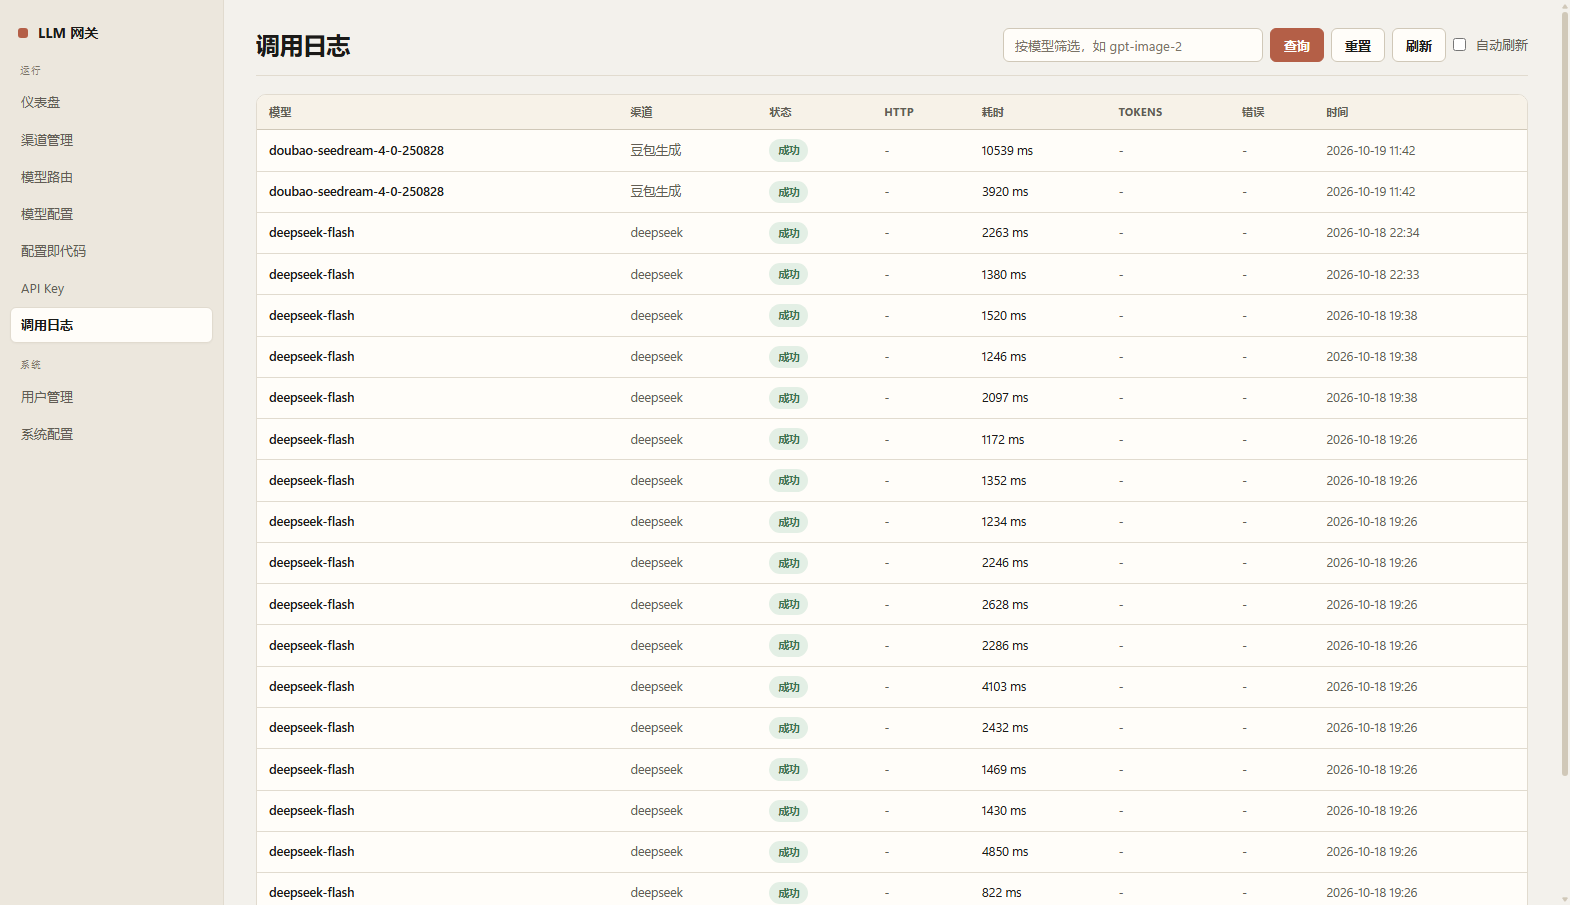 LLM 网关
运行
仪表盘
渠道管理
模型路由
模型配置
配置即代码
API Key
调用日志
系统
用户管理
系统配置
调用日志
按模型筛选，如 gpt-image-2 查询 重置 刷新 自动刷新
模型 渠道 状态 HTTP 耗时 TOKENS 错误 时间
doubao-seedream-4-0-250828 豆包生成 成功 - 10539 ms - - 2026-10-19 11:42
doubao-seedream-4-0-250828 豆包生成 成功 - 3920 ms - - 2026-10-19 11:42
deepseek-flash deepseek 成功 - 2263 ms - - 2026-10-18 22:34
deepseek-flash deepseek 成功 - 1380 ms - - 2026-10-18 22:33
deepseek-flash deepseek 成功 - 1520 ms - - 2026-10-18 19:38
deepseek-flash deepseek 成功 - 1246 ms - - 2026-10-18 19:38
deepseek-flash deepseek 成功 - 2097 ms - - 2026-10-18 19:38
deepseek-flash deepseek 成功 - 1172 ms - - 2026-10-18 19:26
deepseek-flash deepseek 成功 - 1352 ms - - 2026-10-18 19:26
deepseek-flash deepseek 成功 - 1234 ms - - 2026-10-18 19:26
deepseek-flash deepseek 成功 - 2246 ms - - 2026-10-18 19:26
deepseek-flash deepseek 成功 - 2628 ms - - 2026-10-18 19:26
deepseek-flash deepseek 成功 - 2286 ms - - 2026-10-18 19:26
deepseek-flash deepseek 成功 - 4103 ms - - 2026-10-18 19:26
deepseek-flash deepseek 成功 - 2432 ms - - 2026-10-18 19:26
deepseek-flash deepseek 成功 - 1469 ms - - 2026-10-18 19:26
deepseek-flash deepseek 成功 - 1430 ms - - 2026-10-18 19:26
deepseek-flash deepseek 成功 - 4850 ms - - 2026-10-18 19:26
deepseek-flash deepseek 成功 - 822 ms - - 2026-10-18 19:26